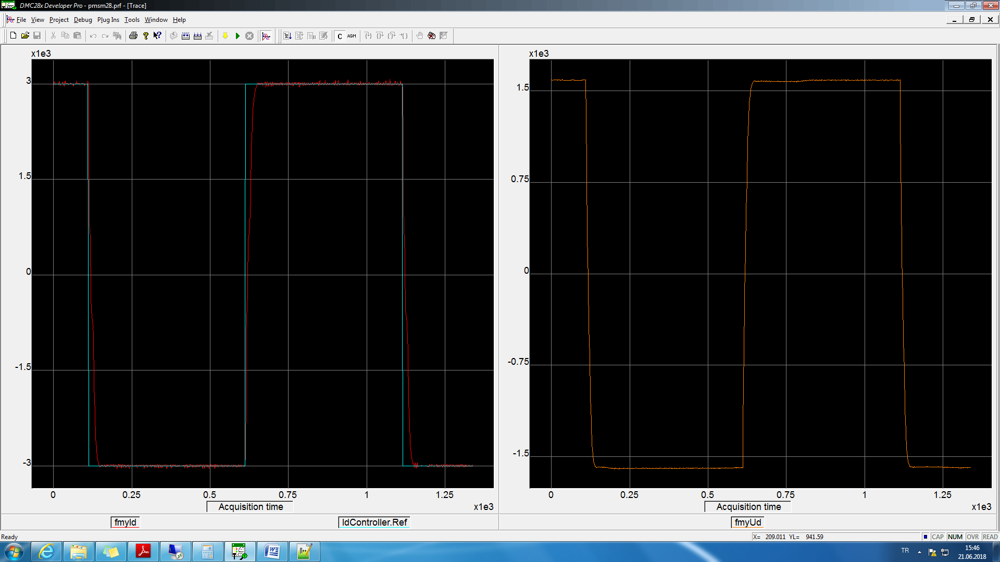 DMC28x Developer Pro - pmsm28.prf - [Trace]
File View Project Debug Plug Ins Tools Window Help
C ASM
x1e3
3
1.5
0
-1.5
-3
0 0.25 0.5 0.75 1 1.25
Acquisition time
x1e3
fmyId
IdController.Ref
x1e3
1.5
0.75
0
-0.75
-1.5
0 0.25 0.5 0.75 1 1.25
Acquisition time
x1e3
fmyUd
Ready
X= 209.011 YL= 941.59
CAP NUM OVR READ
TR
15:46
21.06.2018